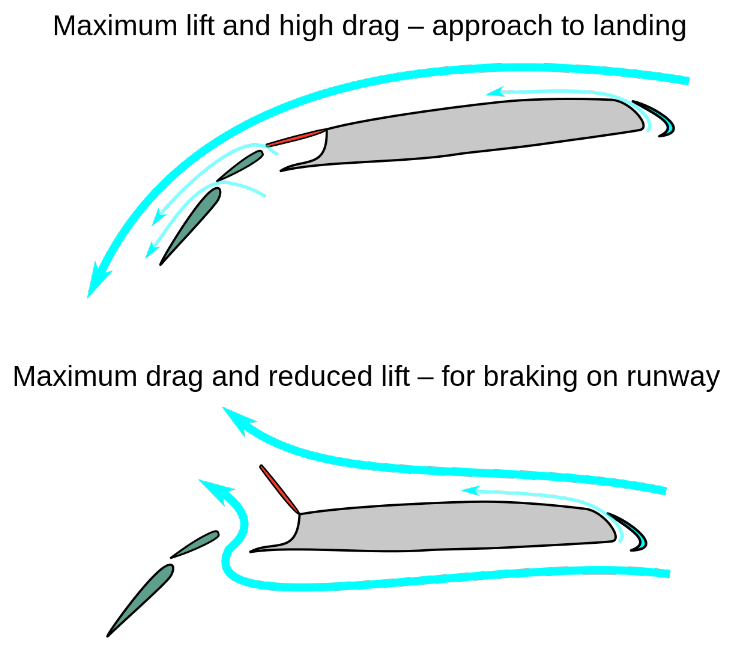 Maximum lift and high drag – approach to landing
Maximum drag and reduced lift – for braking on runway